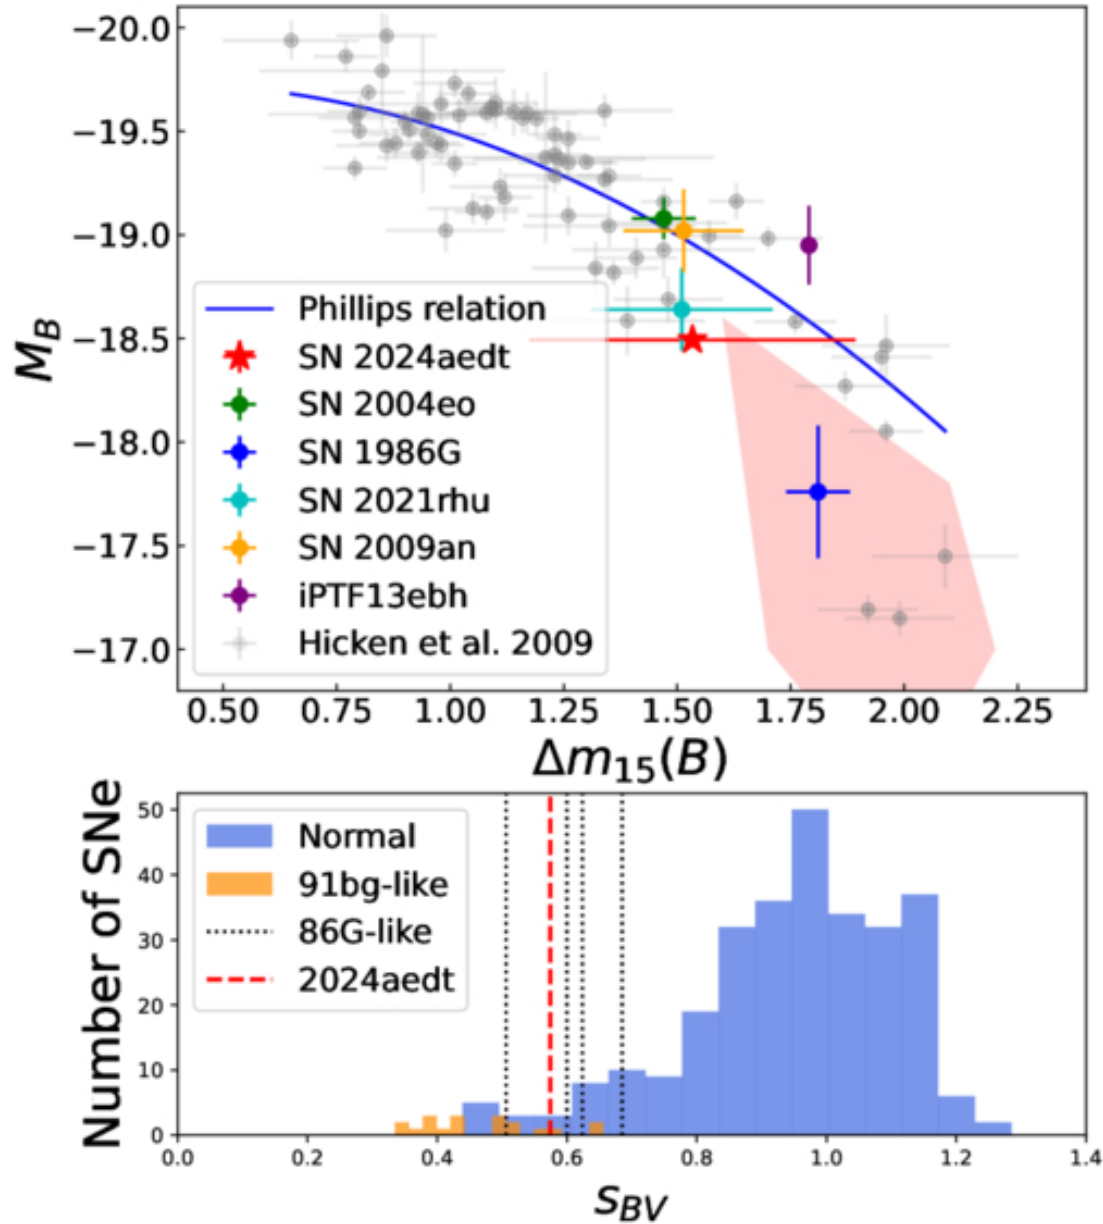 −20.0
−19.5
−19.0
−18.5
−18.0
−17.5
−17.0
M_B
Phillips relation
SN 2024aedt
SN 2004eo
SN 1986G
SN 2021rhu
SN 2009an
iPTF13ebh
Hicken et al. 2009
0.50 0.75 1.00 1.25 1.50 1.75 2.00 2.25
Δm₁₅(B)
Number of SNe
50
40
30
20
10
0
Normal
91bg-like
86G-like
2024aedt
0.0 0.2 0.4 0.6 0.8 1.0 1.2 1.4
s_BV